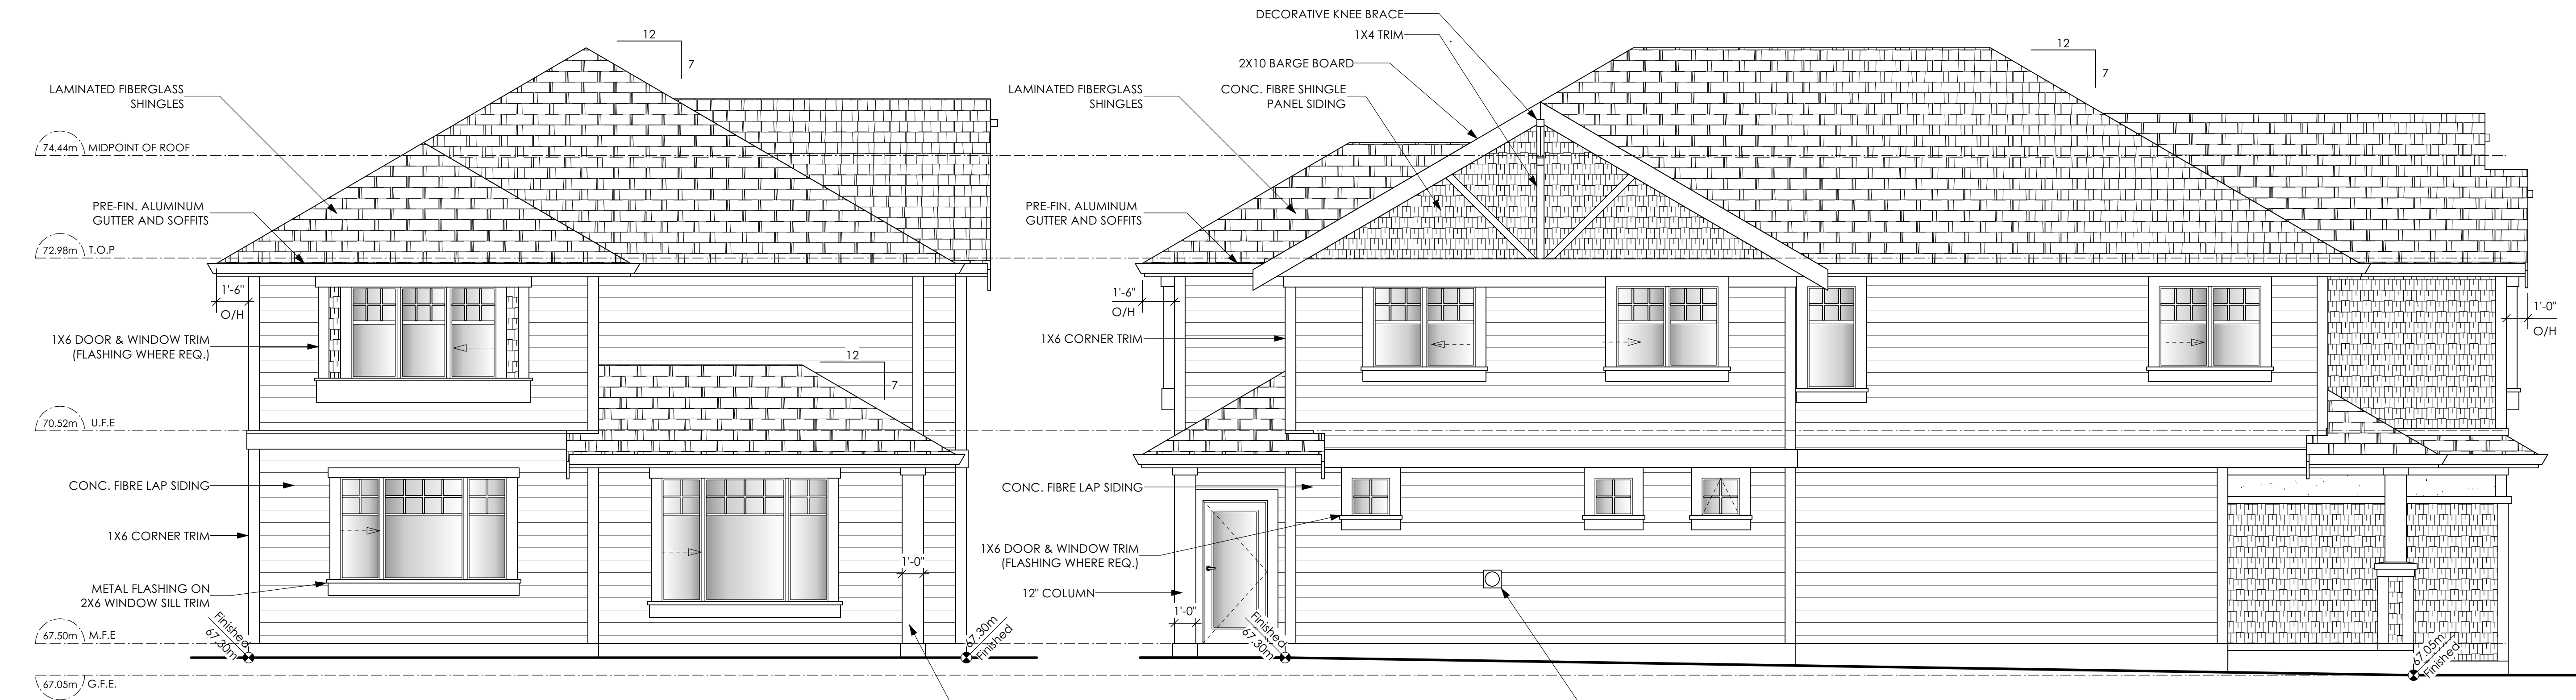 12
7
LAMINATED FIBERGLASS
SHINGLES
74.44m MIDPOINT OF ROOF
PRE-FIN. ALUMINUM
GUTTER AND SOFFITS
72.98m T.O.P
1'-6"
O/H
1X6 DOOR & WINDOW TRIM
(FLASHING WHERE REQ.)
12
7
70.52m U.F.E
CONC. FIBRE LAP SIDING
1X6 CORNER TRIM
1'-0"
METAL FLASHING ON
2X6 WINDOW SILL TRIM
67.50m M.F.E
Finished
67.30m
67.30m
Finished
67.05m G.F.E.
DECORATIVE KNEE BRACE
1X4 TRIM
2X10 BARGE BOARD
LAMINATED FIBERGLASS
SHINGLES
CONC. FIBRE SHINGLE
PANEL SIDING
12
7
PRE-FIN. ALUMINUM
GUTTER AND SOFFITS
1'-6"
O/H
1'-0"
O/H
1X6 CORNER TRIM
CONC. FIBRE LAP SIDING
1X6 DOOR & WINDOW TRIM
(FLASHING WHERE REQ.)
12" COLUMN
1'-0"
Finished
67.30m
67.05m
Finished